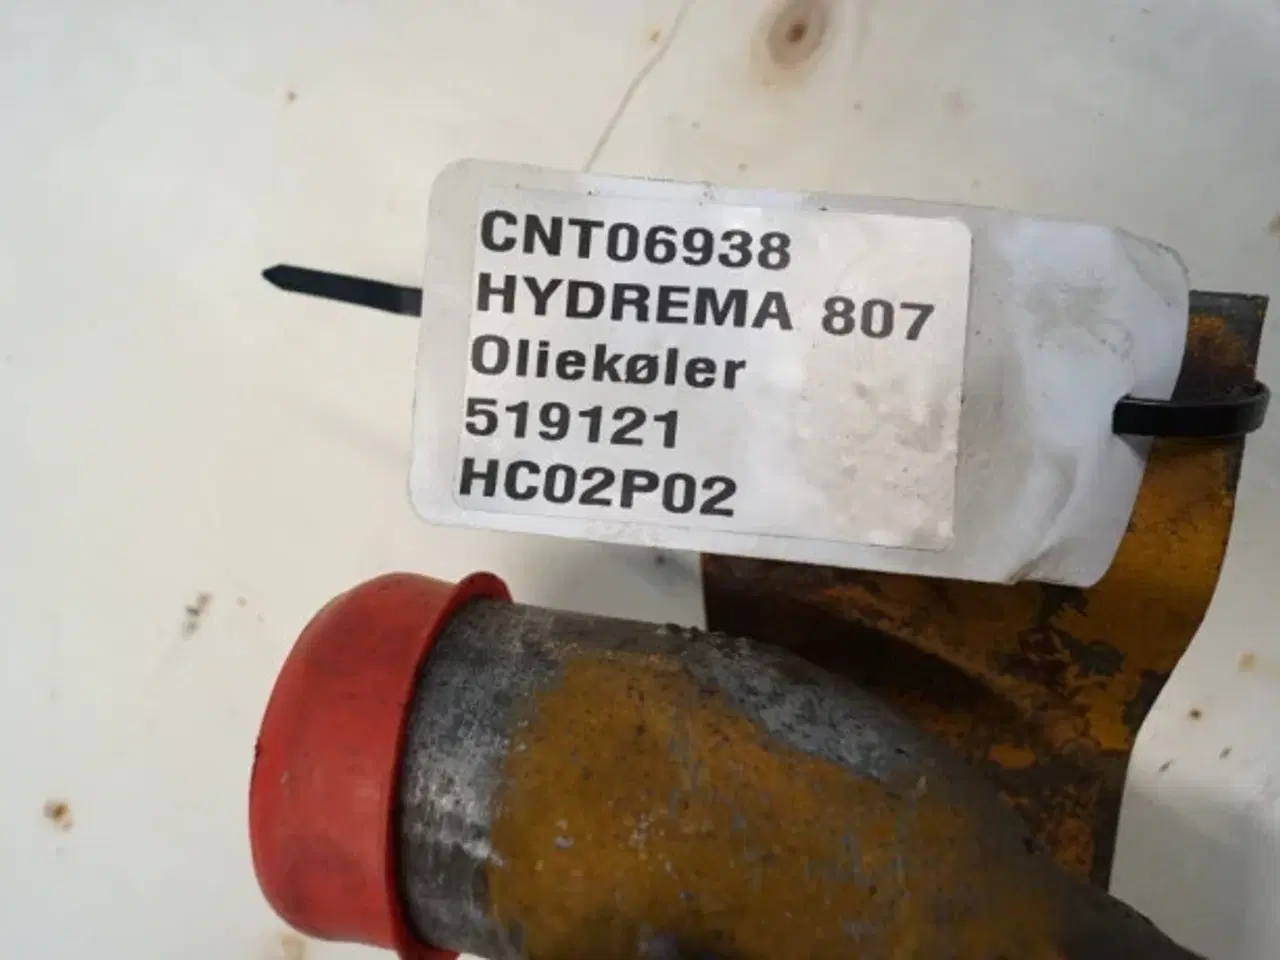 CNT06938
HYDREMA 807
Oliekøler
519121
HC02P02